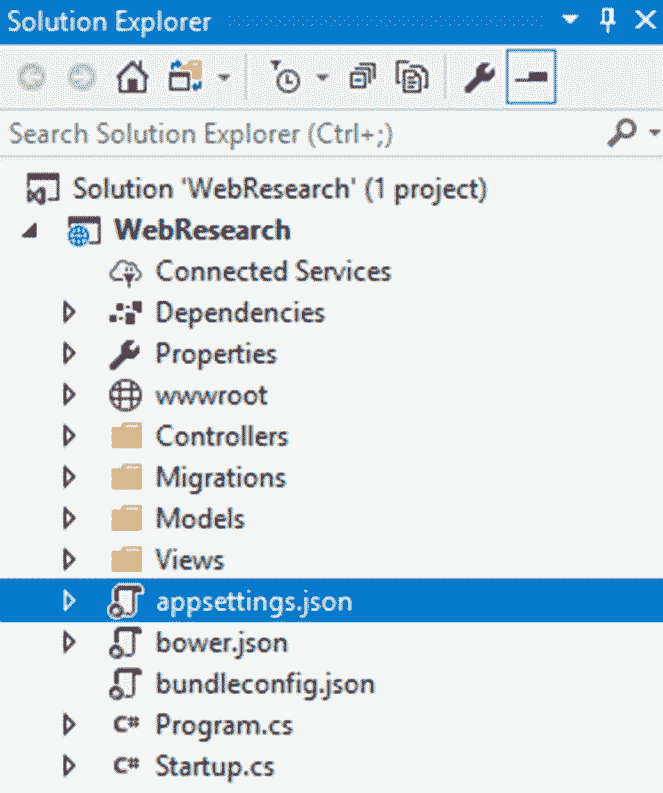 Solution Explorer
Search Solution Explorer (Ctrl+;)
Solution 'WebResearch' (1 project)
WebResearch
Connected Services
Dependencies
Properties
wwwroot
Controllers
Migrations
Models
Views
appsettings.json
bower.json
bundleconfig.json
C# Program.cs
C# Startup.cs